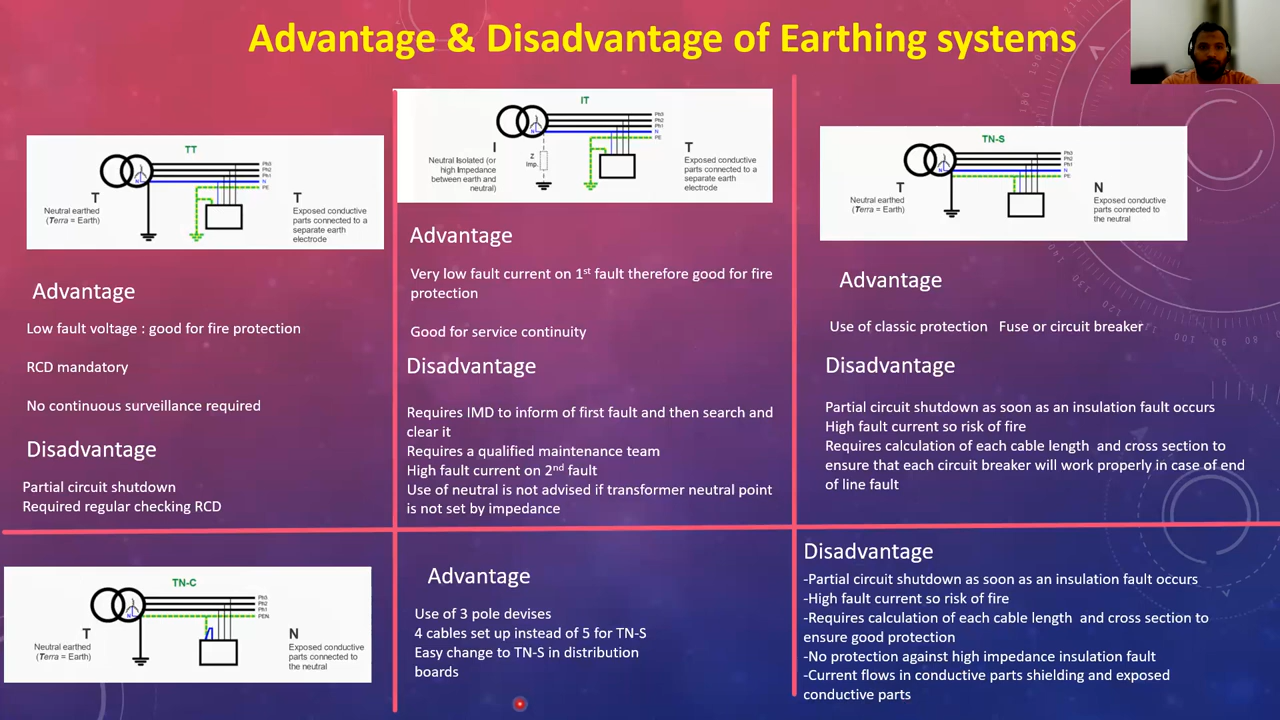 Advantage & Disadvantage of Earthing systems
TT
Ph3
Ph2
Ph1
N
PE
T
Neutral earthed
(Terra = Earth)
T
Exposed conductive
parts connected to a
separate earth
electrode
Advantage
Low fault voltage : good for fire protection
RCD mandatory
No continuous surveillance required
Disadvantage
Partial circuit shutdown
Required regular checking RCD
IT
Ph3
Ph2
Ph1
N
N
PE
I
Neutral Isolated (or
high Impedance
between earth and
neutral)
Z
imp.
T
Exposed conductive
parts connected to a
separate earth
electrode
Advantage
Very low fault current on 1st fault therefore good for fire
protection
Good for service continuity
Disadvantage
Requires IMD to inform of first fault and then search and
clear it
Requires a qualified maintenance team
High fault current on 2nd fault
Use of neutral is not advised if transformer neutral point
is not set by impedance
TN-S
Ph3
Ph2
Ph1
N
N
PE
T
Neutral earthed
(Terra = Earth)
N
Exposed conductive
parts connected to
the neutral
Advantage
Use of classic protection Fuse or circuit breaker
Disadvantage
Partial circuit shutdown as soon as an insulation fault occurs
High fault current so risk of fire
Requires calculation of each cable length and cross section to
ensure that each circuit breaker will work properly in case of end
of line fault
TN-C
Ph3
Ph2
Ph1
N
PEN
T
Neutral earthed
(Terra = Earth)
N
Exposed conductive
parts connected to
the neutral
Advantage
Use of 3 pole devises
4 cables set up instead of 5 for TN-S
Easy change to TN-S in distribution
boards
Disadvantage
-Partial circuit shutdown as soon as an insulation fault occurs
-High fault current so risk of fire
-Requires calculation of each cable length and cross section to
ensure good protection
-No protection against high impedance insulation fault
-Current flows in conductive parts shielding and exposed
conductive parts